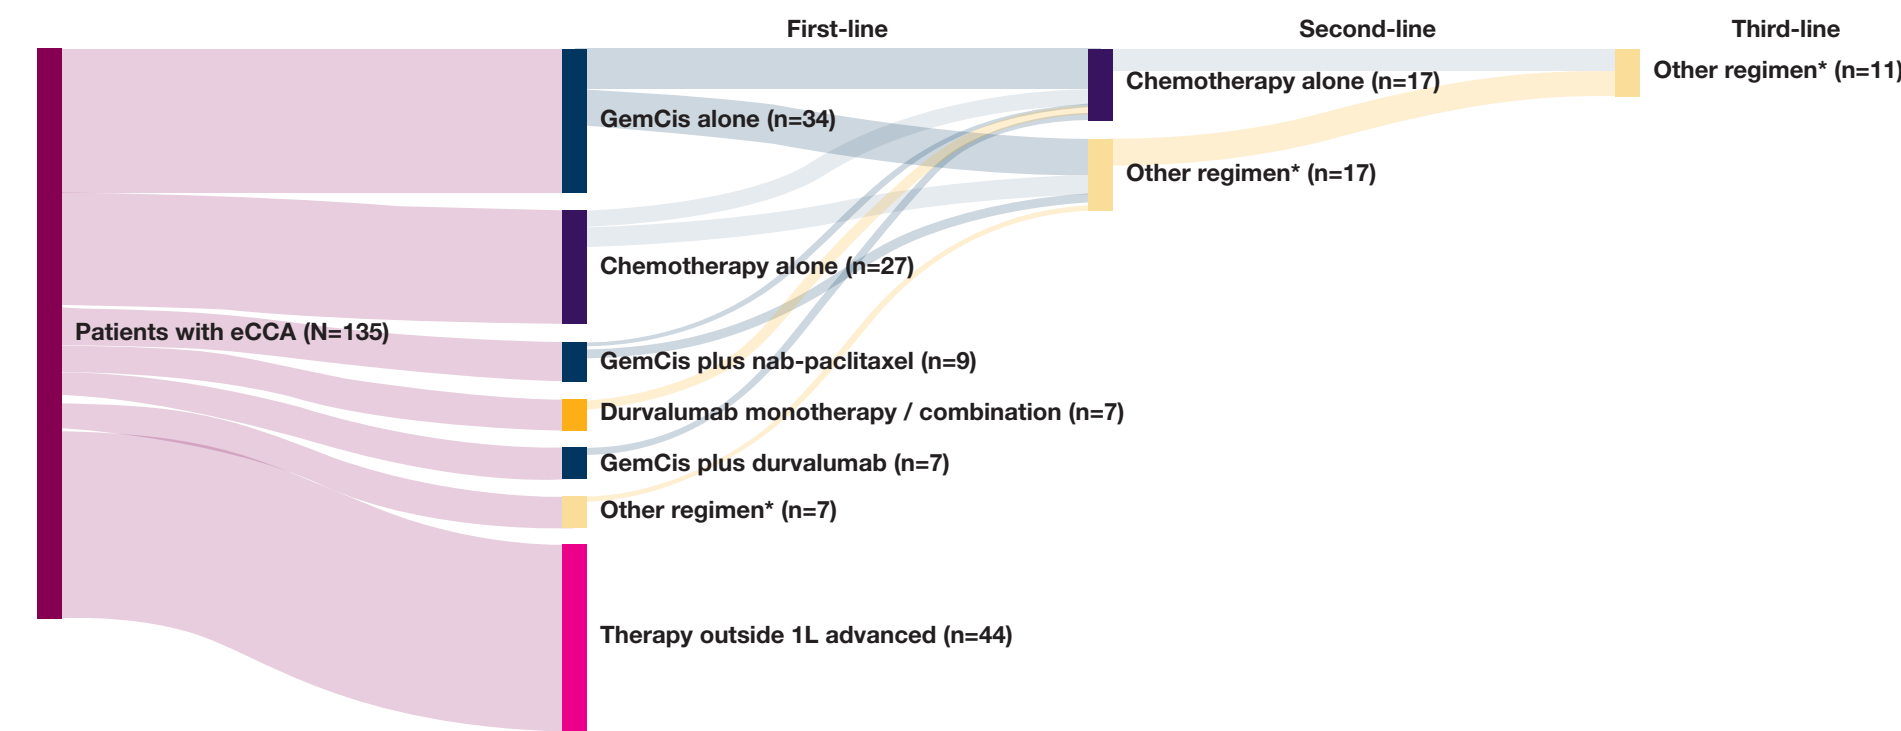 First-line
Second-line
Third-line
Patients with eCCA (N=135)
GemCis alone (n=34)
Chemotherapy alone (n=27)
GemCis plus nab-paclitaxel (n=9)
Durvalumab monotherapy / combination (n=7)
GemCis plus durvalumab (n=7)
Other regimen* (n=7)
Therapy outside 1L advanced (n=44)
Chemotherapy alone (n=17)
Other regimen* (n=17)
Other regimen* (n=11)